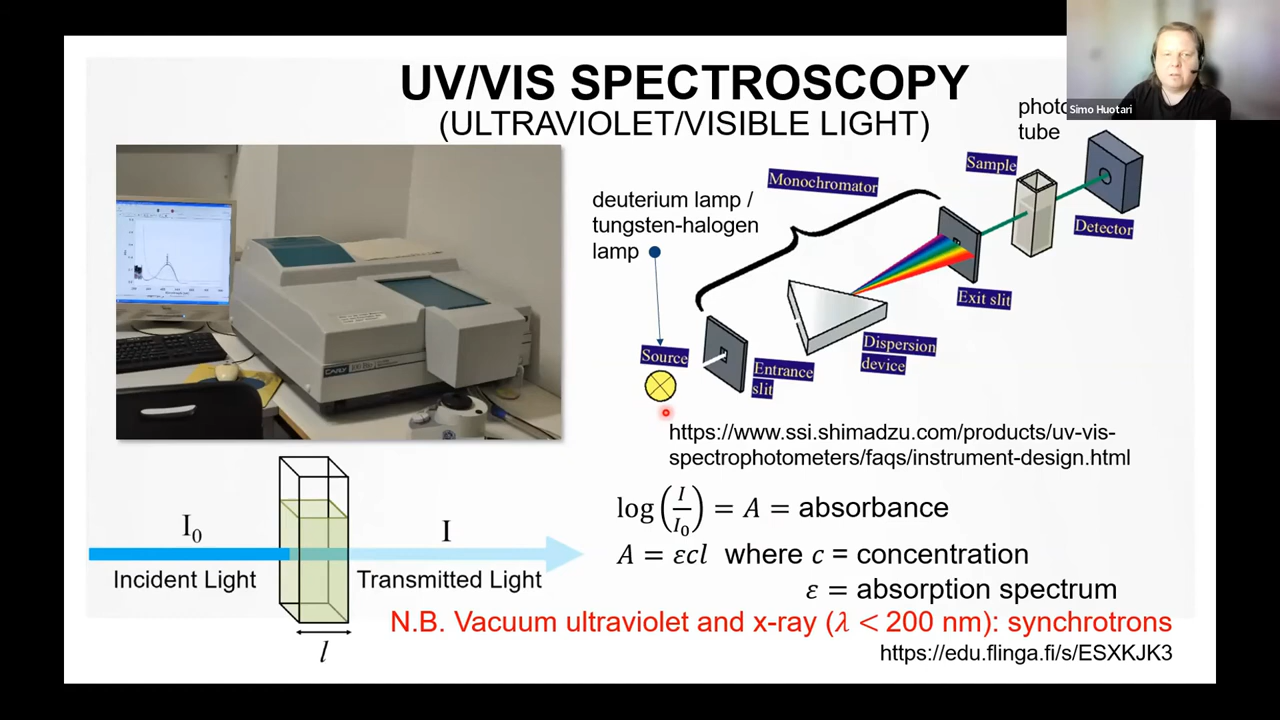 UV/VIS SPECTROSCOPY
(ULTRAVIOLET/VISIBLE LIGHT)
Simo Huotari
tube
Sample
Monochromator
deuterium lamp /
tungsten-halogen
lamp
Detector
Exit slit
Source
Entrance
slit
Dispersion
device
CARY
https://www.ssi.shimadzu.com/products/uv-vis-
spectrophotometers/faqs/instrument-design.html
log(I/I₀) = A = absorbance
A = εcl where c = concentration
ε = absorption spectrum
I₀
I
Incident Light
Transmitted Light
l
N.B. Vacuum ultraviolet and x-ray (λ < 200 nm): synchrotrons
https://edu.flinga.fi/s/ESXKJK3